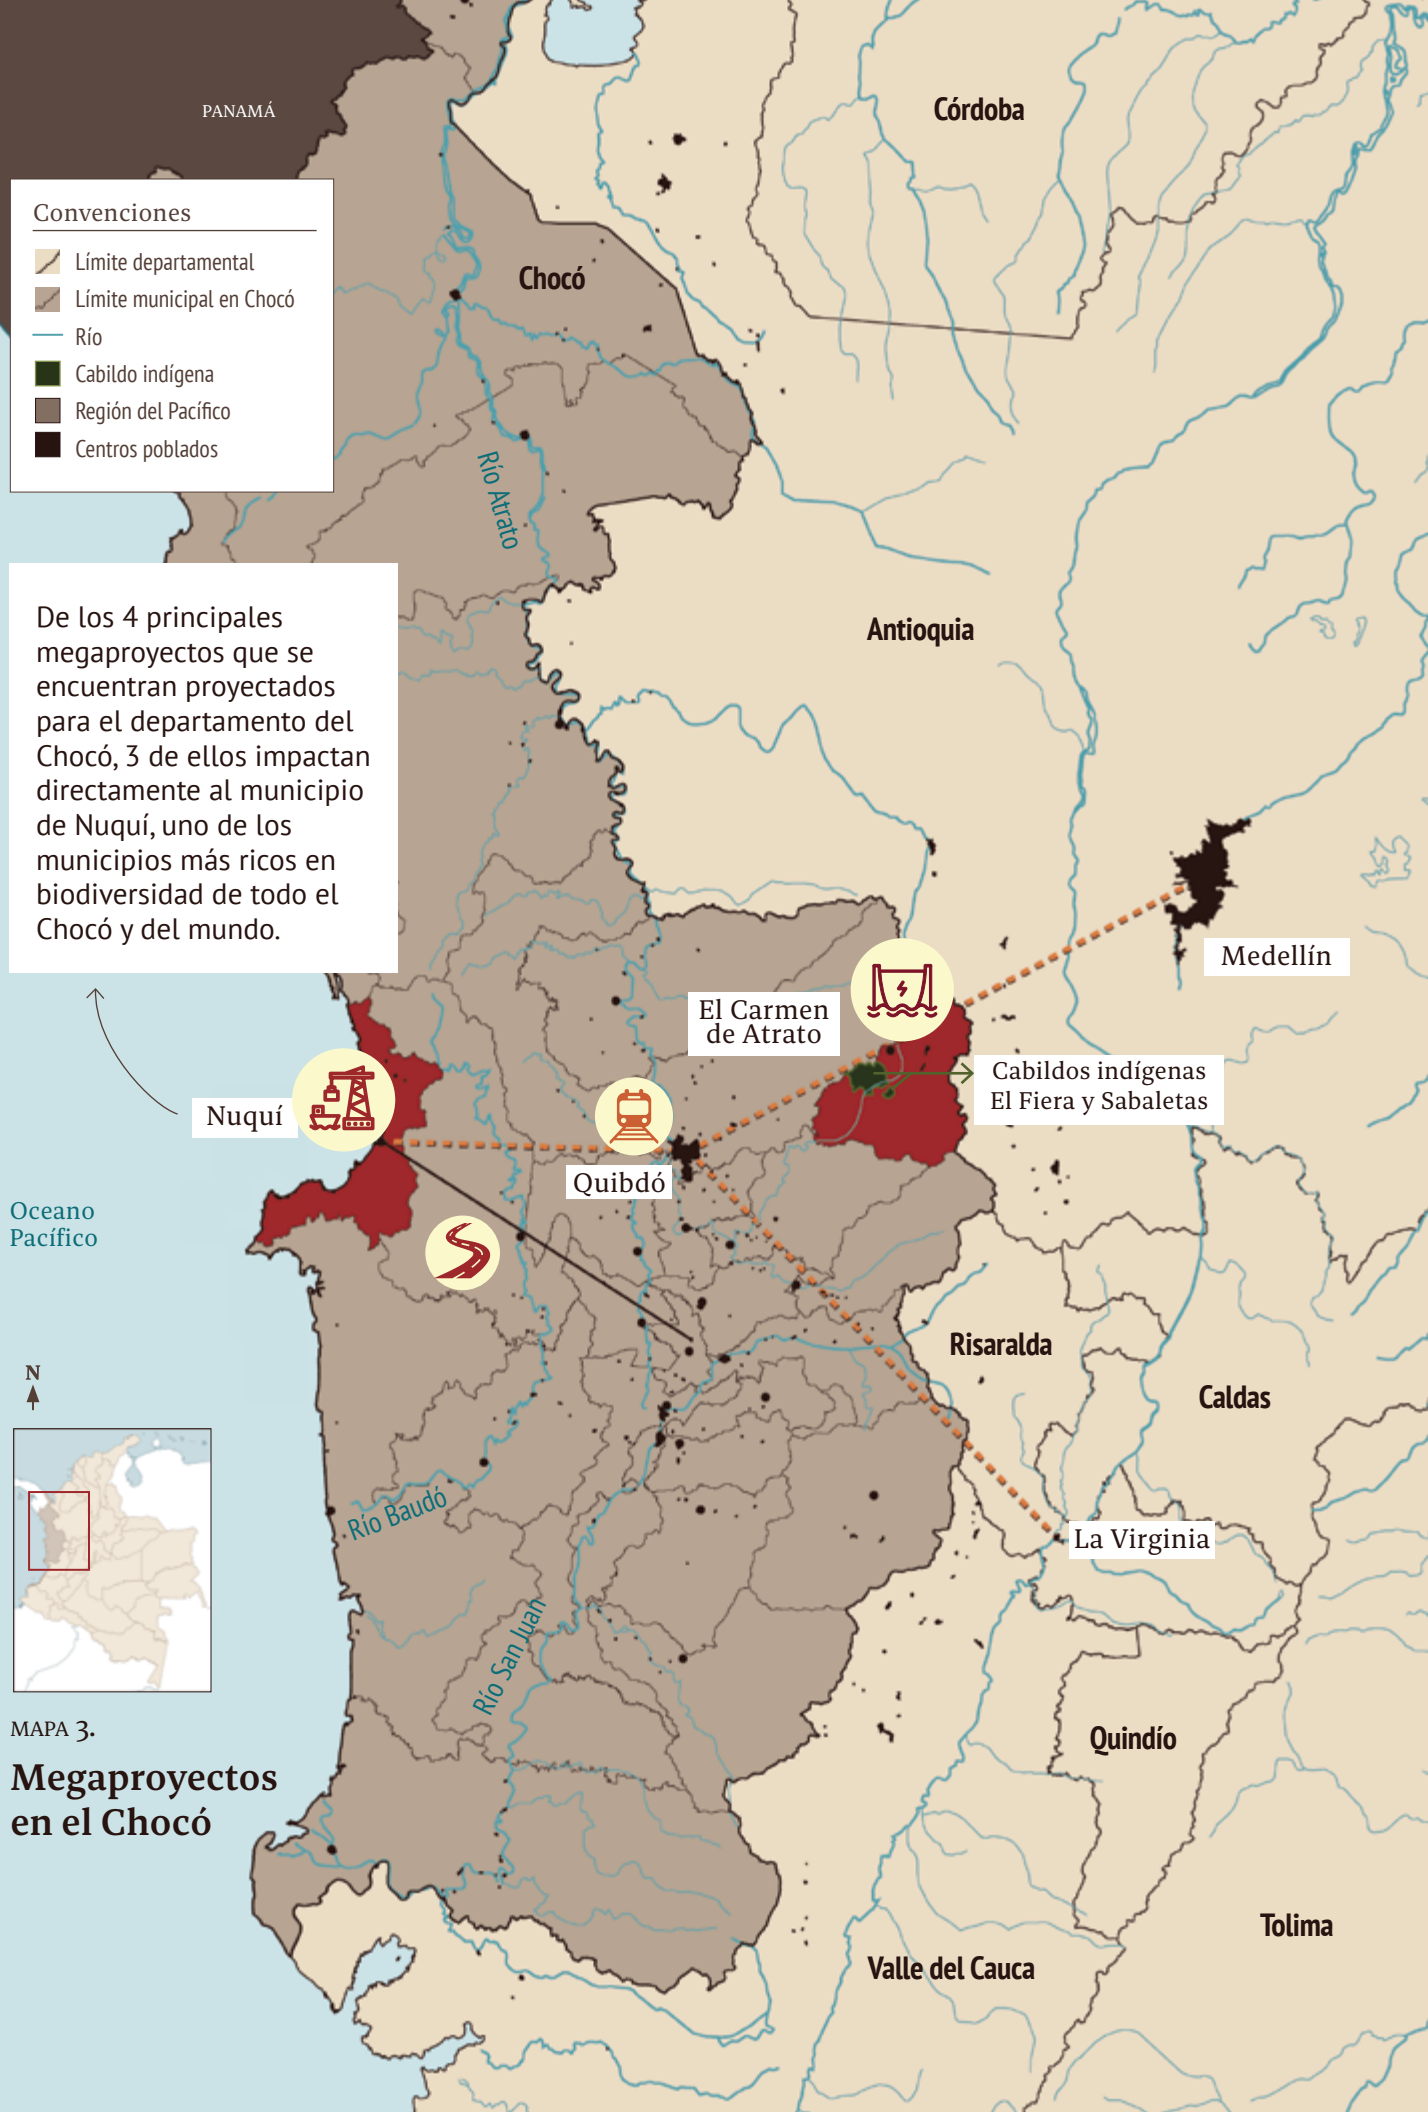 PANAMÁ
Córdoba
Convenciones
Límite departamental
Límite municipal en Chocó
Río
Cabildo indígena
Región del Pacífico
Centros poblados
Chocó
Río Atrato
De los 4 principales
megaproyectos que se
encuentran proyectados
para el departamento del
Chocó, 3 de ellos impactan
directamente al municipio
de Nuquí, uno de los
municipios más ricos en
biodiversidad de todo el
Chocó y del mundo.
Antioquia
Medellín
El Carmen
de Atrato
Cabildos indígenas
El Fiera y Sabaletas
Nuquí
Quibdó
Oceano
Pacífico
Risaralda
Caldas
N
Río Baudó
La Virginia
Río San Juan
MAPA 3.
Megaproyectos
en el Chocó
Quindío
Tolima
Valle del Cauca